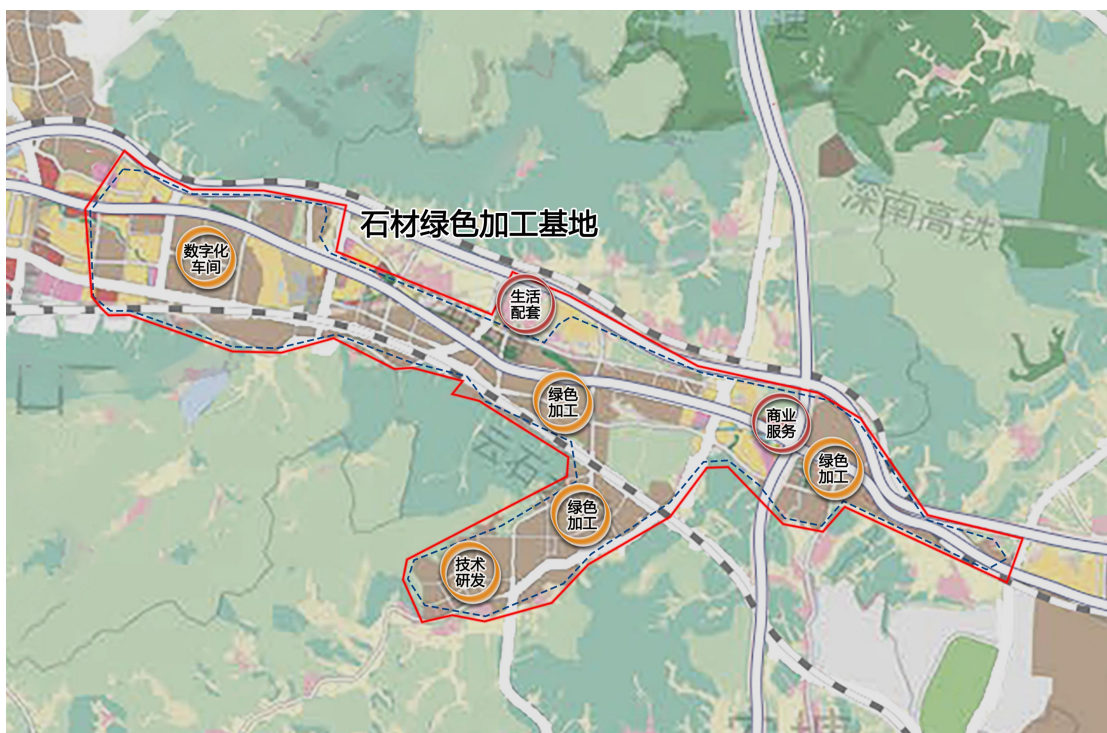 深南高铁
石材绿色加工基地
数字化
车间
生活
配套
绿色
加工
商业
服务
绿色
加工
云石
绿色
加工
技术
研发